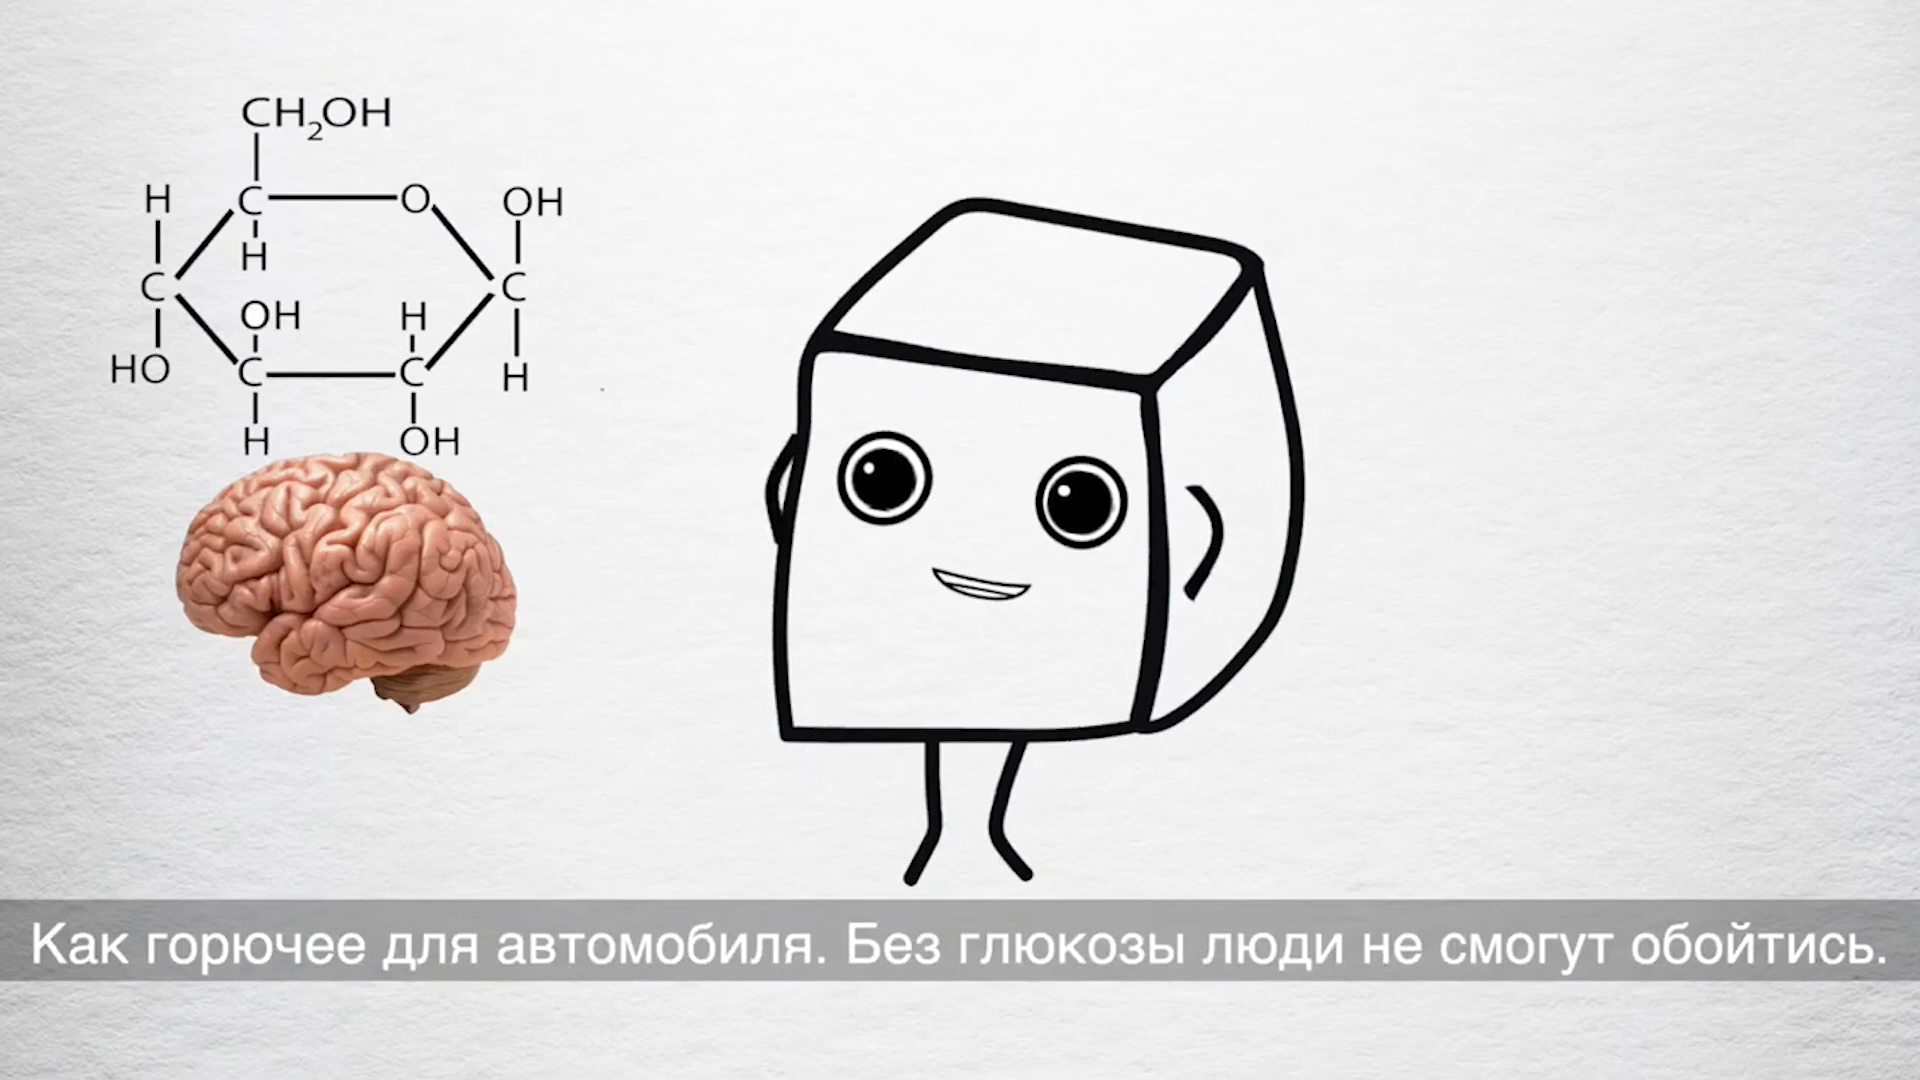 CH₂OH
H C O OH
H
C C
OH H
HO C C H
H OH
Как горючее для автомобиля. Без глюкозы люди не смогут обойтись.